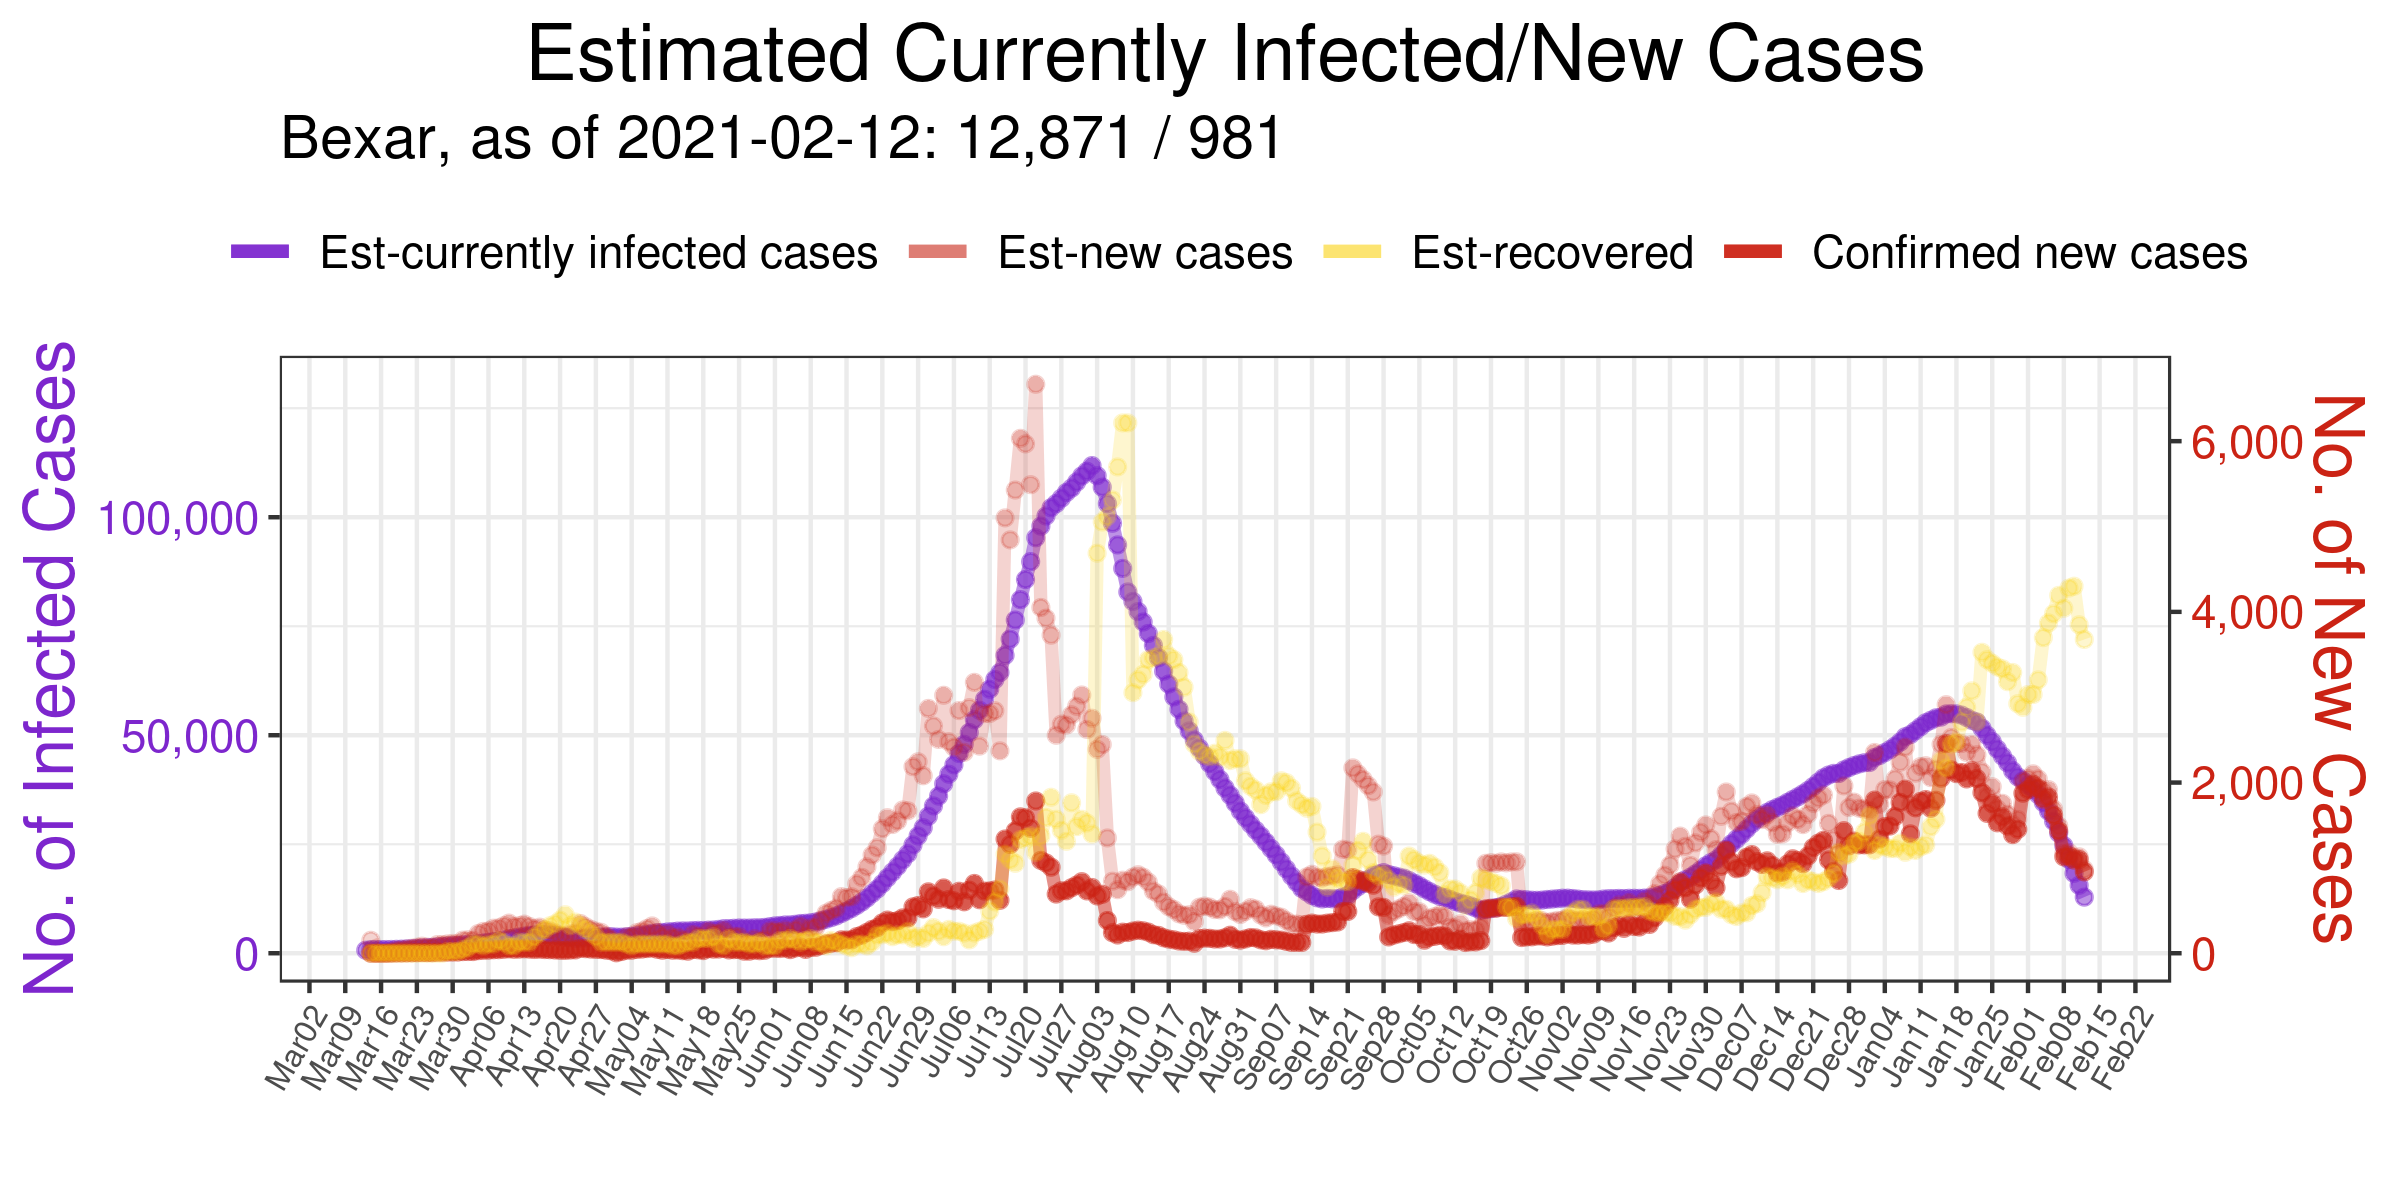 Estimated Currently Infected/New Cases
Bexar, as of 2021-02-12: 12,871 / 981
Est-currently infected cases Est-new cases Est-recovered Confirmed new cases
No. of Infected Cases
100,000
50,000
0
6,000
4,000
2,000
0
No. of New Cases
Mar02 Mar09 Mar16 Mar23 Mar30 Apr06 Apr13 Apr20 Apr27 May04 May11 May18 May25 Jun01 Jun08 Jun15 Jun22 Jun29 Jul06 Jul13 Jul20 Jul27 Aug03 Aug10 Aug17 Aug24 Aug31 Sep07 Sep14 Sep21 Sep28 Oct05 Oct12 Oct19 Oct26 Nov02 Nov09 Nov16 Nov23 Nov30 Dec07 Dec14 Dec21 Dec28 Jan04 Jan11 Jan18 Jan25 Feb01 Feb08 Feb15 Feb22